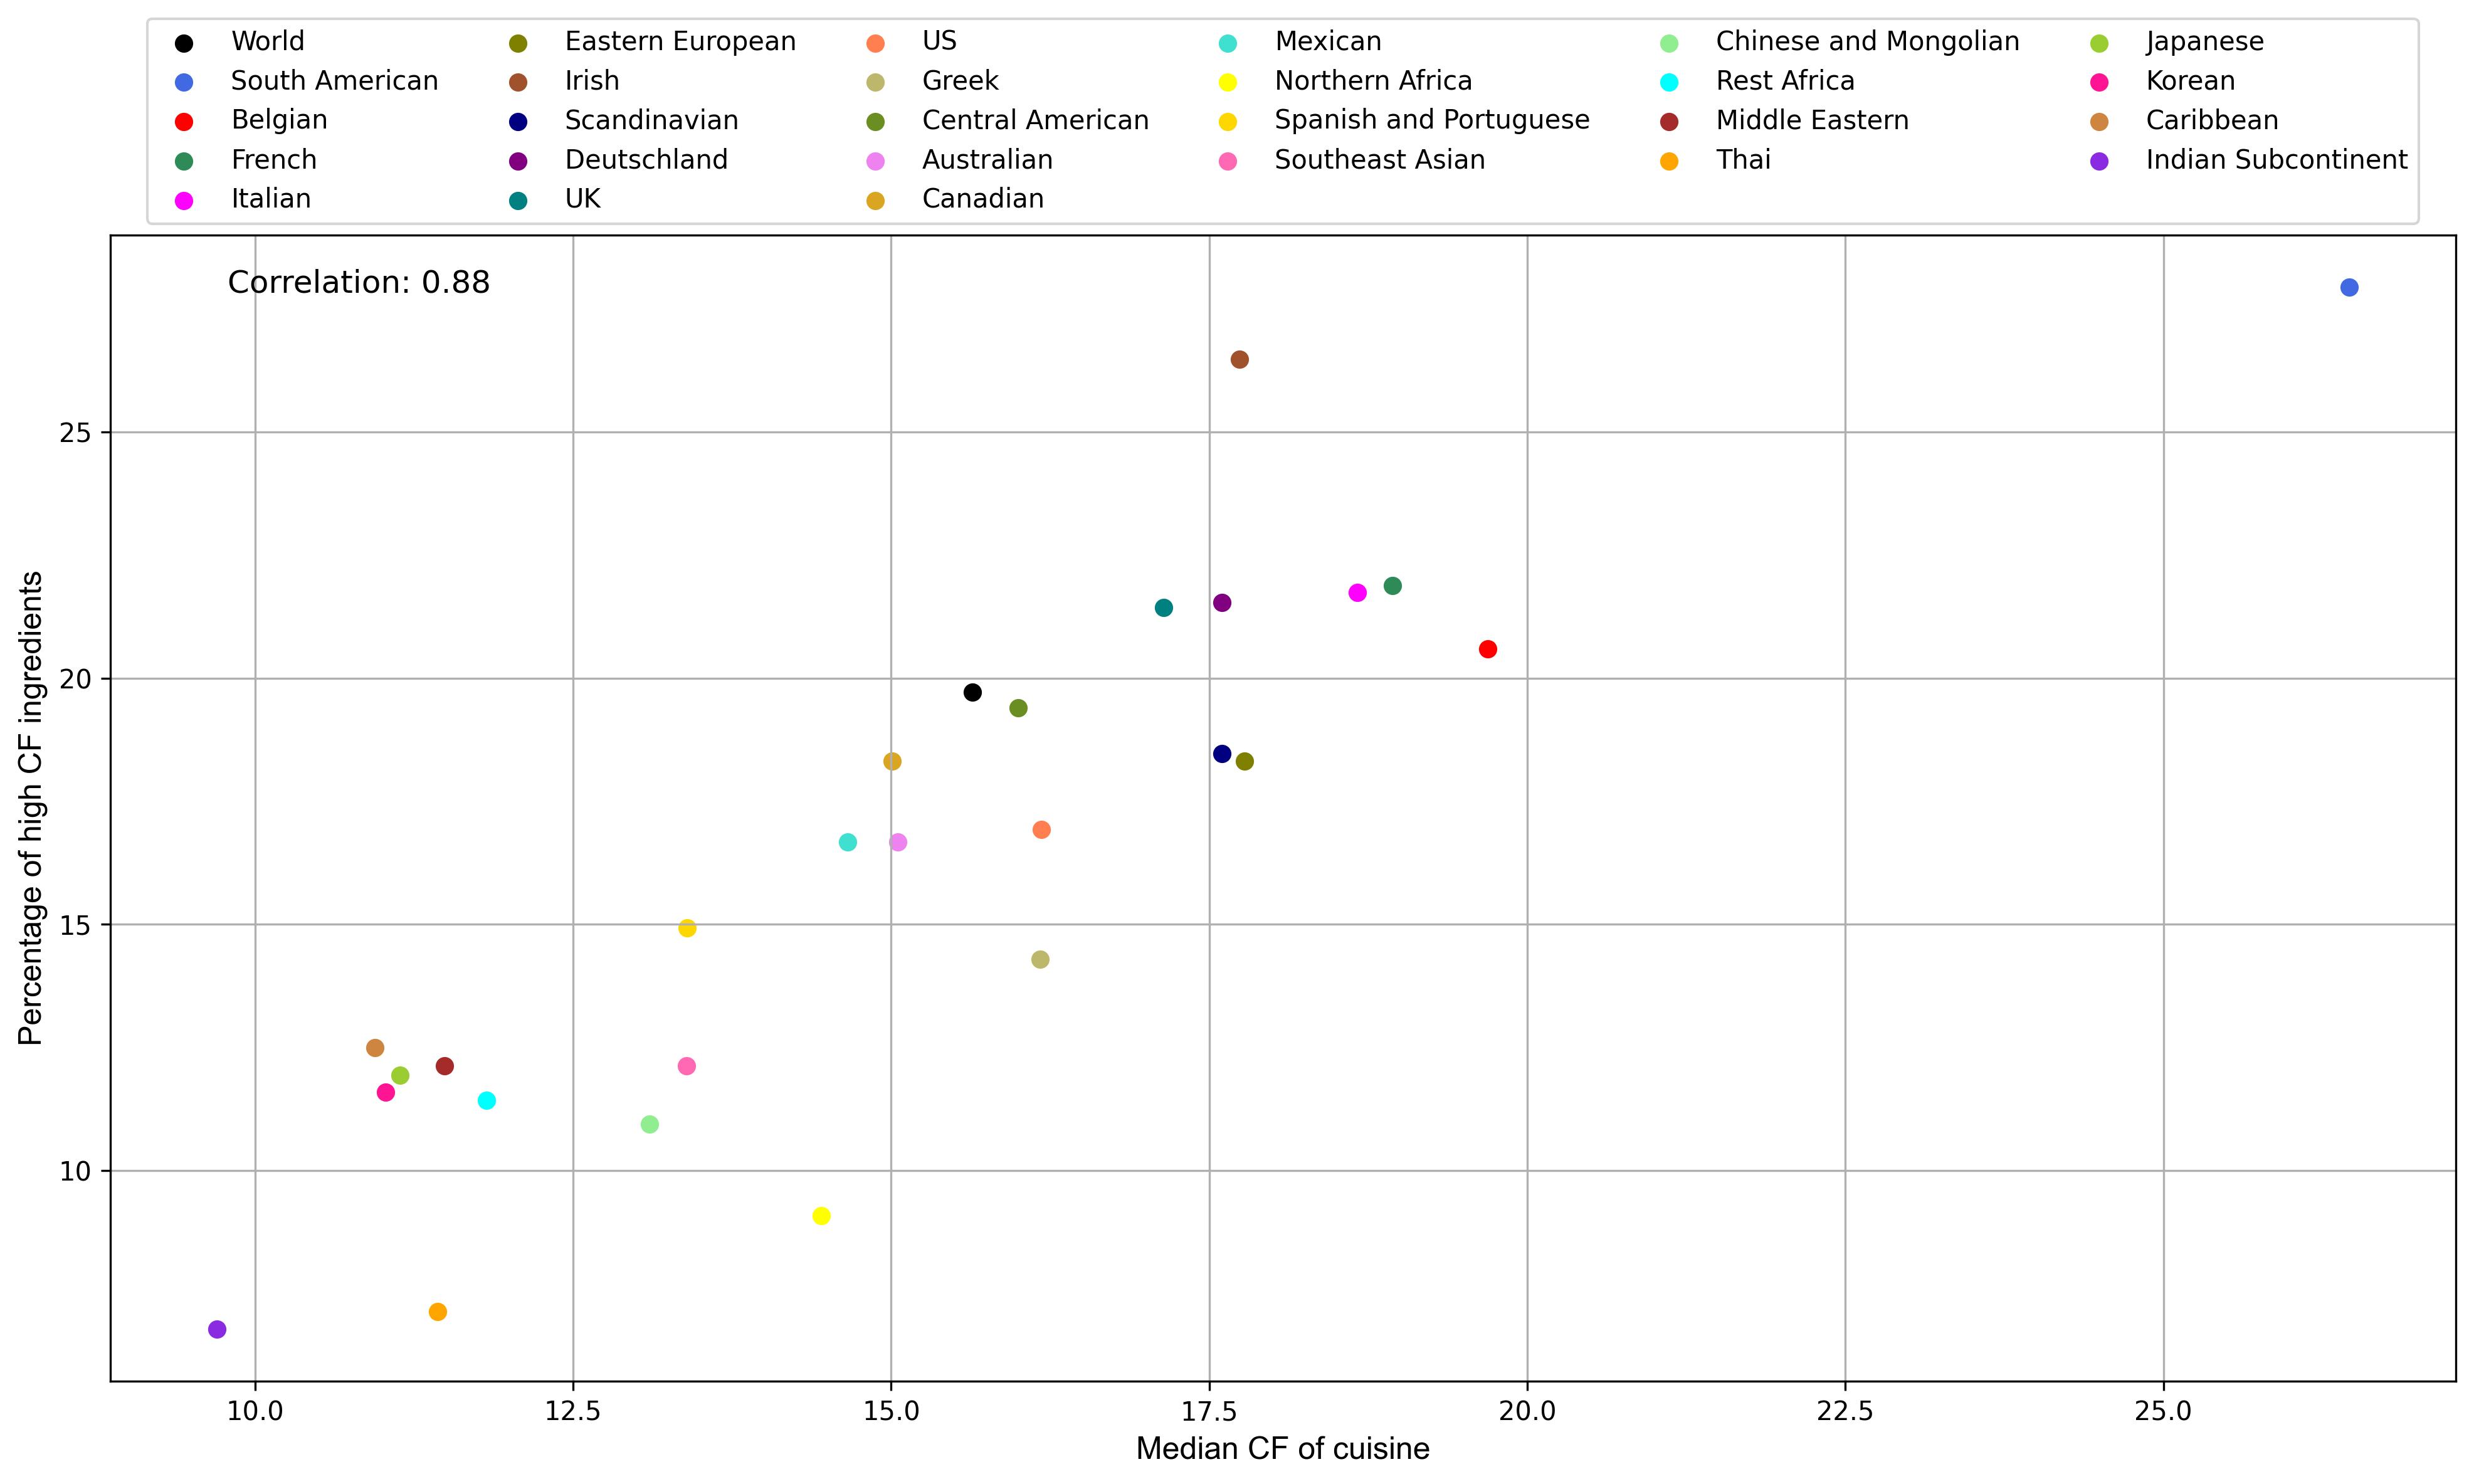 World
South American
Belgian
French
Italian
Eastern European
Irish
Scandinavian
Deutschland
UK
US
Greek
Central American
Australian
Canadian
Mexican
Northern Africa
Spanish and Portuguese
Southeast Asian
Chinese and Mongolian
Rest Africa
Middle Eastern
Thai
Japanese
Korean
Caribbean
Indian Subcontinent
Correlation: 0.88
Percentage of high CF ingredients
25
20
15
10
10.0
12.5
15.0
17.5
20.0
22.5
25.0
Median CF of cuisine